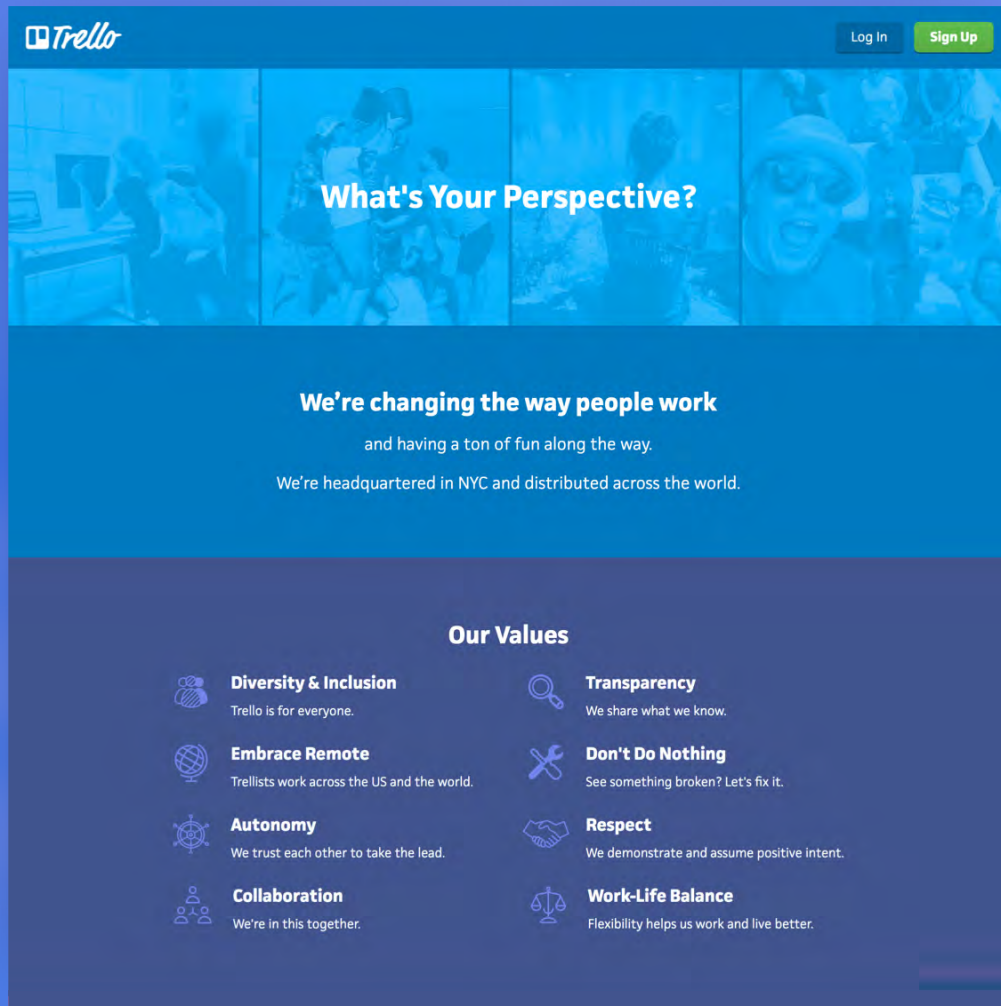 Trello
Log In
Sign Up
What's Your Perspective?
We're changing the way people work
and having a ton of fun along the way.
We're headquartered in NYC and distributed across the world.
Our Values
Diversity & Inclusion
Trello is for everyone.
Transparency
We share what we know.
Embrace Remote
Trellists work across the US and the world.
Don't Do Nothing
See something broken? Let's fix it.
Autonomy
We trust each other to take the lead.
Respect
We demonstrate and assume positive intent.
Collaboration
We're in this together.
Work-Life Balance
Flexibility helps us work and live better.